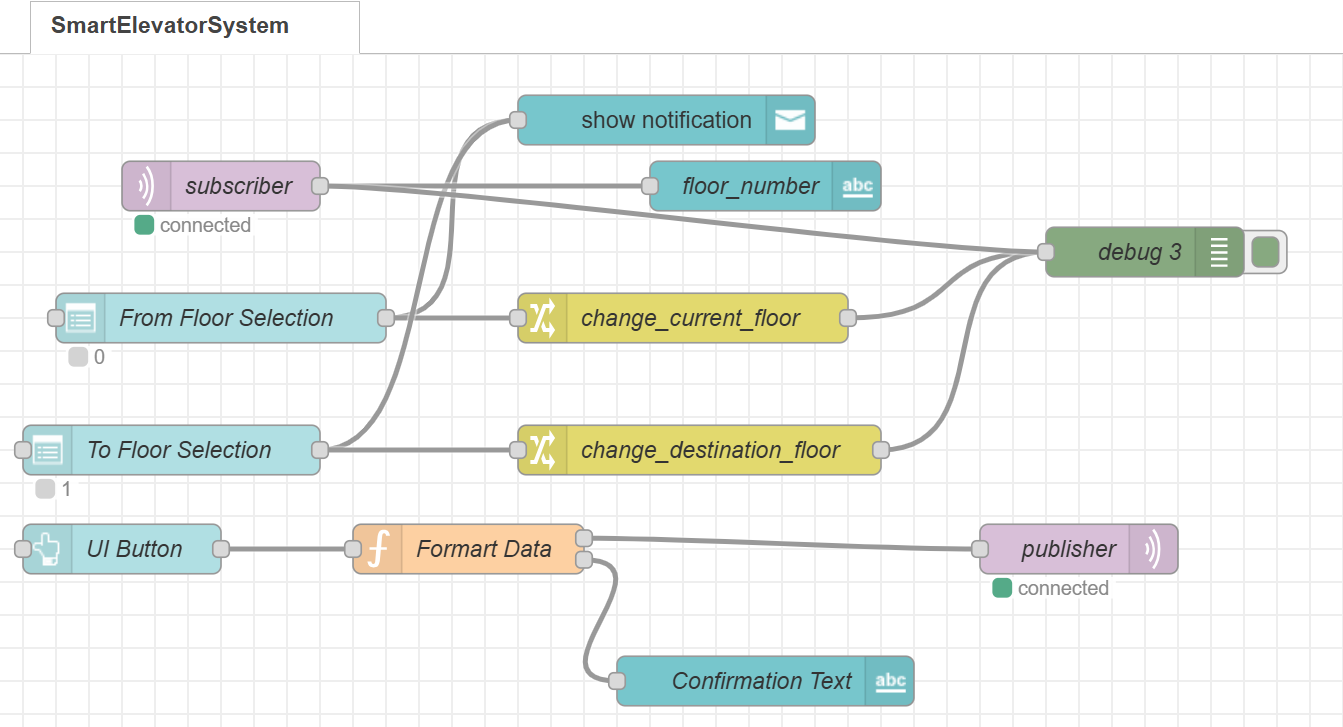 SmartElevatorSystem
show notification
subscriber
floor_number
abc
connected
debug 3
From Floor Selection
change_current_floor
0
To Floor Selection
change_destination_floor
1
UI Button
Formart Data
publisher
connected
Confirmation Text
abc